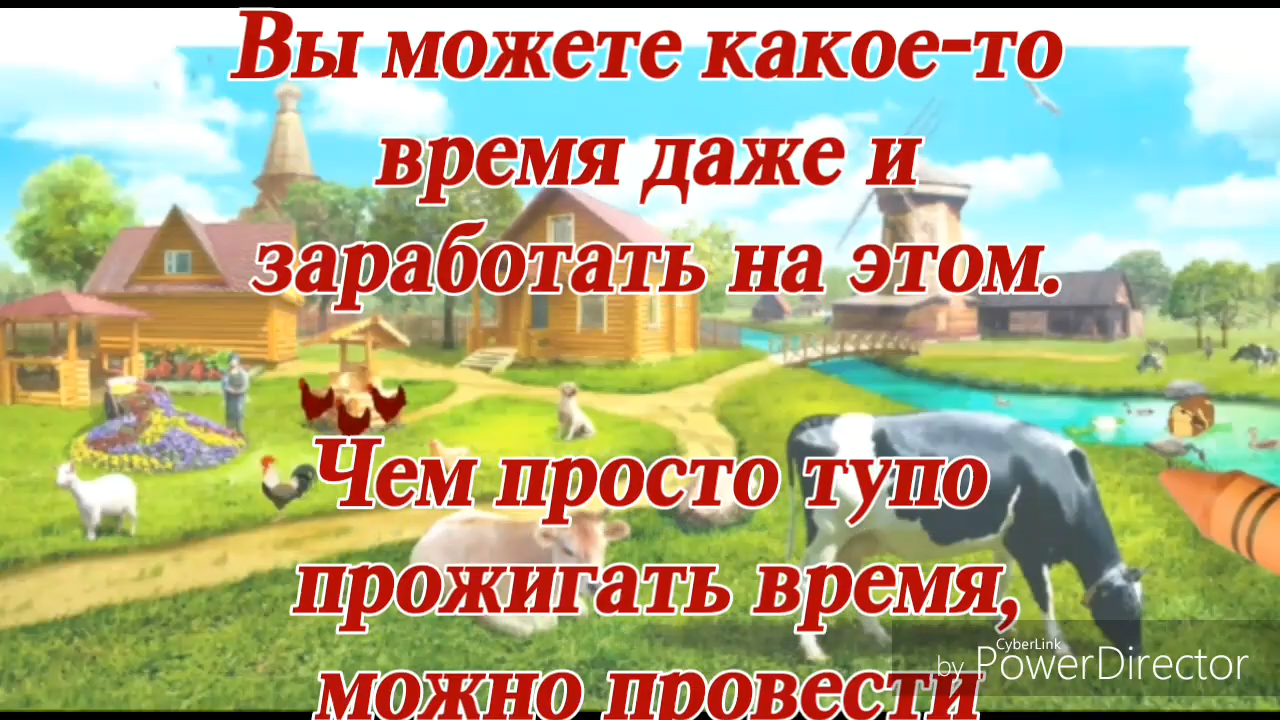 Вы можете какое-то
время даже и
заработать на этом.
Чем просто тупо
прожигать время,
можно провести
CyberLink
by PowerDirector